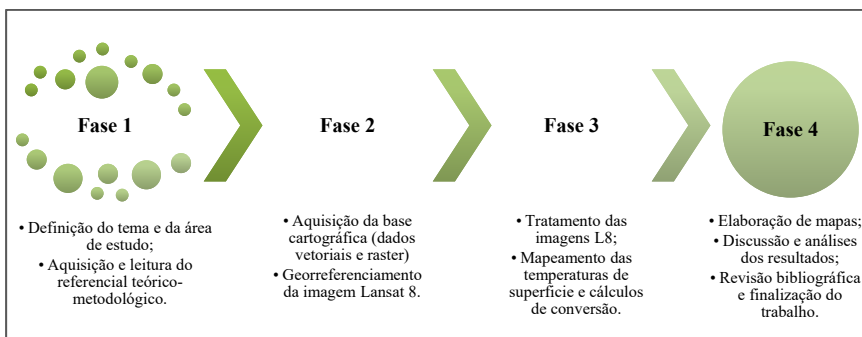 Fase 1
• Definição do tema e da área
de estudo;
• Aquisição e leitura do
referencial teórico-
metodológico.
Fase 2
• Aquisição da base
cartográfica (dados
vetoriais e raster)
• Georreferenciamento
da imagem Lansat 8.
Fase 3
• Tratamento das
imagens L8;
• Mapeamento das
temperaturas de
superfície e cálculos
de conversão.
Fase 4
• Elaboração de mapas;
• Discussão e análises
dos resultados;
• Revisão bibliográfica
e finalização do
trabalho.